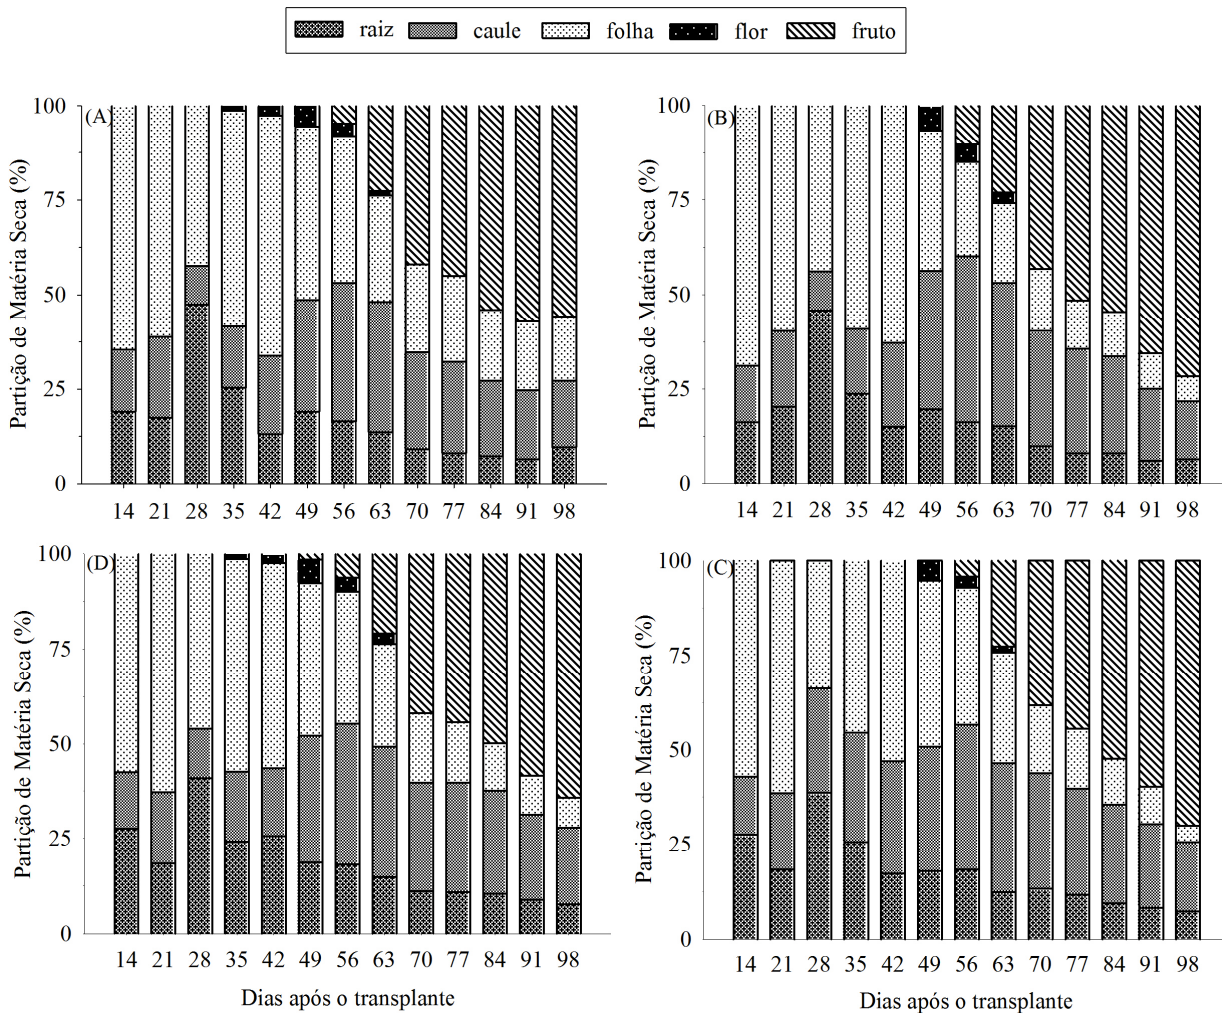 raiz caule folha flor fruto
(A)
Partição de Matéria Seca (%)
100
75
50
25
0
14 21 28 35 42 49 56 63 70 77 84 91 98
(B)
Partição de Matéria Seca (%)
100
75
50
25
0
14 21 28 35 42 49 56 63 70 77 84 91 98
(D)
Partição de Matéria Seca (%)
100
75
50
25
0
14 21 28 35 42 49 56 63 70 77 84 91 98
Dias após o transplante
(C)
Partição de Matéria Seca (%)
100
75
50
25
0
14 21 28 35 42 49 56 63 70 77 84 91 98
Dias após o transplante